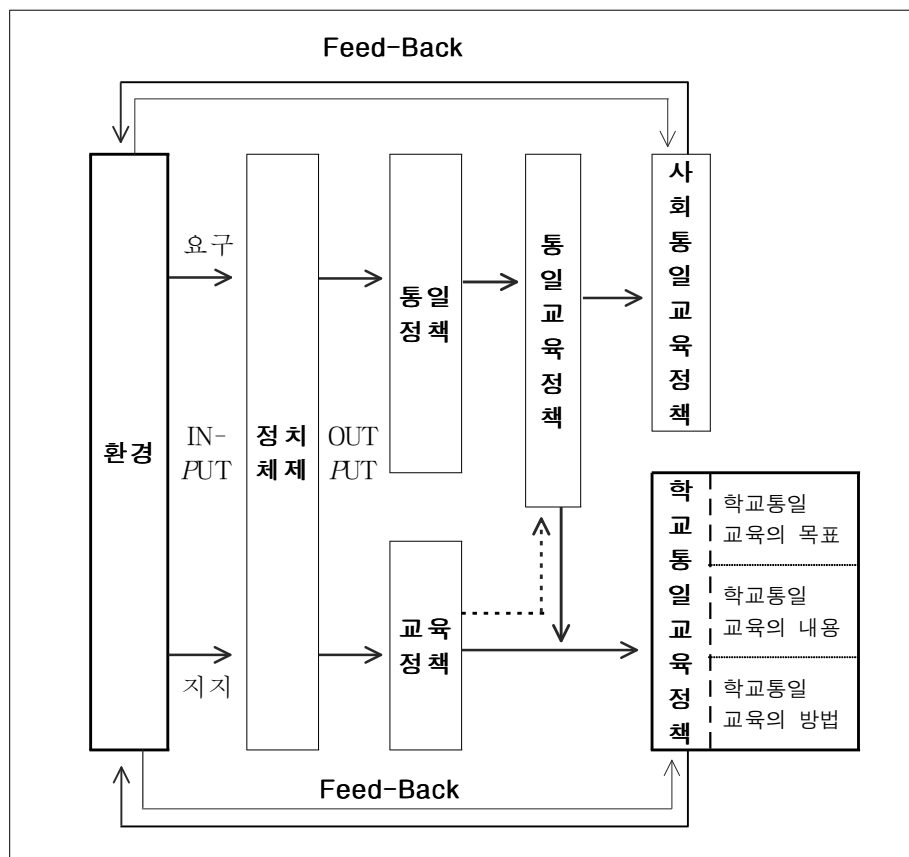 Feed-Back
요구
IN-
PUT
지지
환경
정치
체제
OUT
PUT
통일
정책
교육
정책
통
일
교
육
정
책
사
회
통
일
교
육
정
책
학
교
통
일
교
육
정
책
학교통일
교육의 목표
학교통일
교육의 내용
학교통일
교육의 방법
Feed-Back